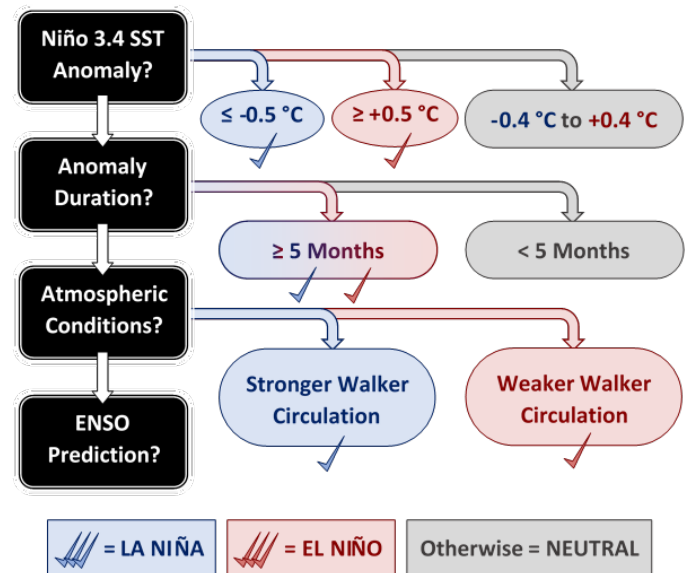 Niño 3.4 SST
Anomaly?
≤ -0.5 °C
≥ +0.5 °C
-0.4 °C to +0.4 °C
Anomaly
Duration?
≥ 5 Months
< 5 Months
Atmospheric
Conditions?
Stronger Walker
Circulation
Weaker Walker
Circulation
ENSO
Prediction?
= LA NIÑA
= EL NIÑO
Otherwise = NEUTRAL